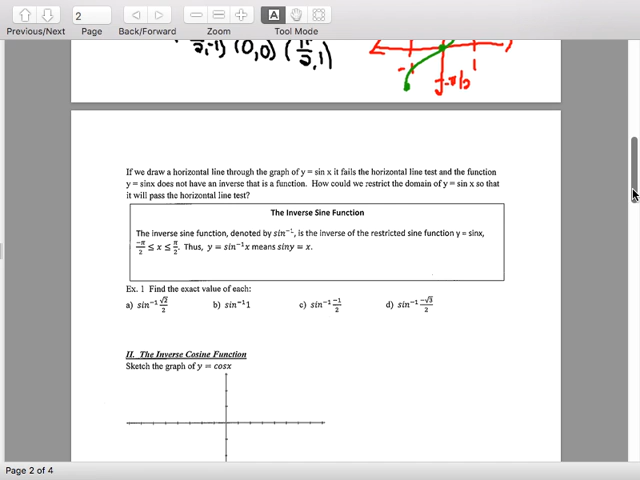 Previous/Next Page Back/Forward Zoom Tool Mode
2
A
(0,0) (π/2,1)
-1 1
-π/2
If we draw a horizontal line through the graph of y = sin x it fails the horizontal line test and the function
y = sinx does not have an inverse that is a function. How could we restrict the domain of y = sin x so that
it will pass the horizontal line test?
The Inverse Sine Function
The inverse sine function, denoted by sin⁻¹, is the inverse of the restricted sine function y = sinx,
-π/2 ≤ x ≤ π/2. Thus, y = sin⁻¹x means siny = x.
Ex. 1 Find the exact value of each:
a) sin⁻¹ √2/2 b) sin⁻¹1 c) sin⁻¹ -1/2 d) sin⁻¹ -√3/2
II. The Inverse Cosine Function
Sketch the graph of y = cosx
Page 2 of 4